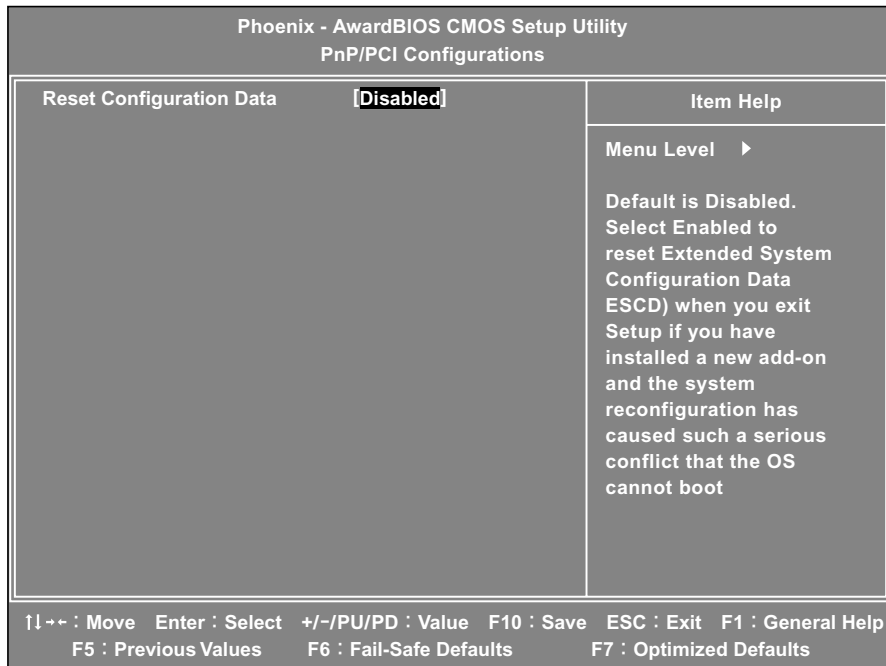 Phoenix - AwardBIOS CMOS Setup Utility
PnP/PCI Configurations
Reset Configuration Data [Disabled]
Item Help
Menu Level ▶
Default is Disabled.
Select Enabled to
reset Extended System
Configuration Data
ESCD) when you exit
Setup if you have
installed a new add-on
and the system
reconfiguration has
caused such a serious
conflict that the OS
cannot boot
↑↓→←：Move Enter：Select +/-/PU/PD：Value F10：Save ESC：Exit F1：General Help
F5：Previous Values F6：Fail-Safe Defaults F7：Optimized Defaults